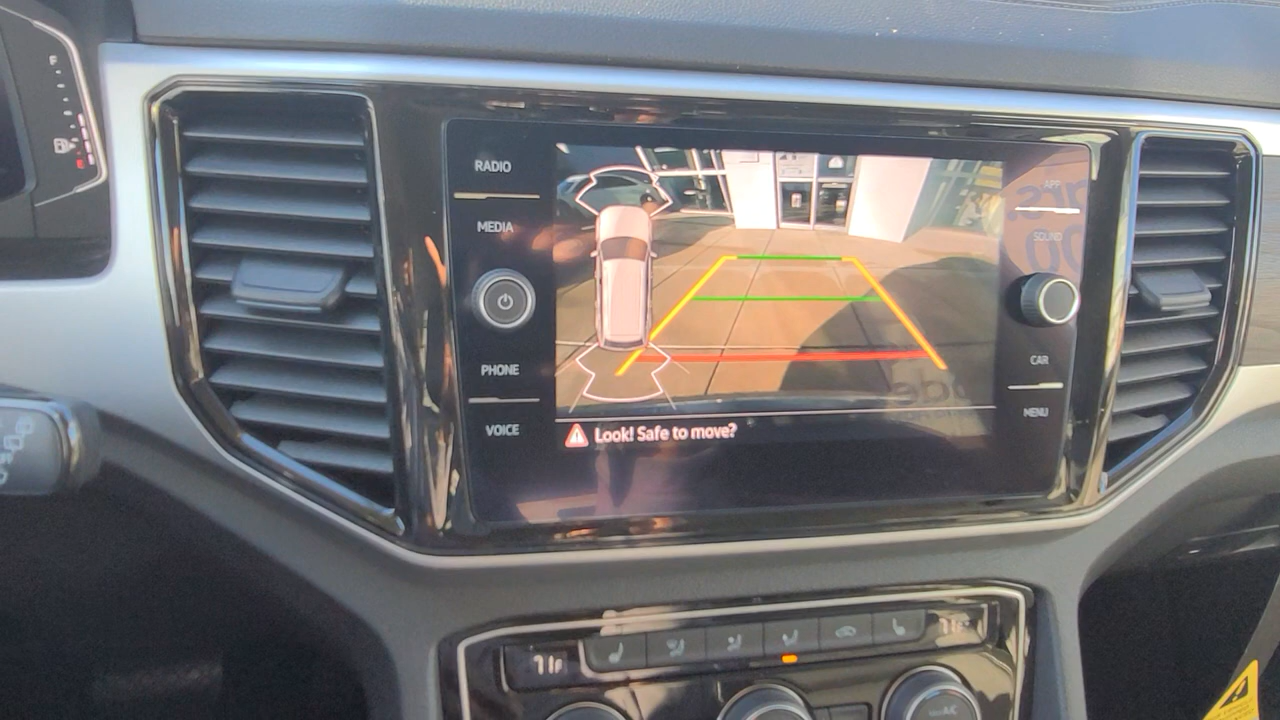 F
RADIO
MEDIA
PHONE
VOICE
APP
SOUND
CAR
MENU
Look! Safe to move?
A/C